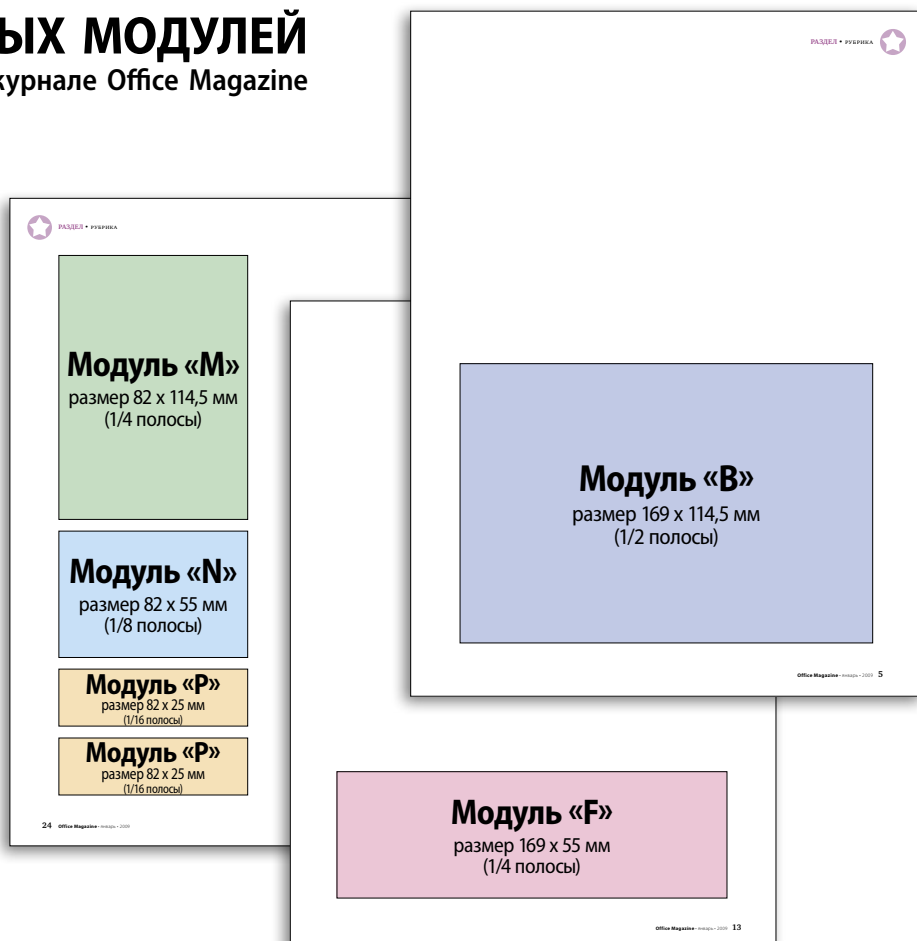 ЫХ МОДУЛЕЙ
журнале Office Magazine
РАЗДЕЛ • РУБРИКА
РАЗДЕЛ • РУБРИКА
Модуль «M»
размер 82 x 114,5 мм
(1/4 полосы)
Модуль «N»
размер 82 x 55 мм
(1/8 полосы)
Модуль «P»
размер 82 x 25 мм
(1/16 полосы)
Модуль «P»
размер 82 x 25 мм
(1/16 полосы)
24 Office Magazine • январь • 2009
Модуль «B»
размер 169 x 114,5 мм
(1/2 полосы)
Office Magazine • январь • 2009 5
Модуль «F»
размер 169 x 55 мм
(1/4 полосы)
Office Magazine • январь • 2009 13